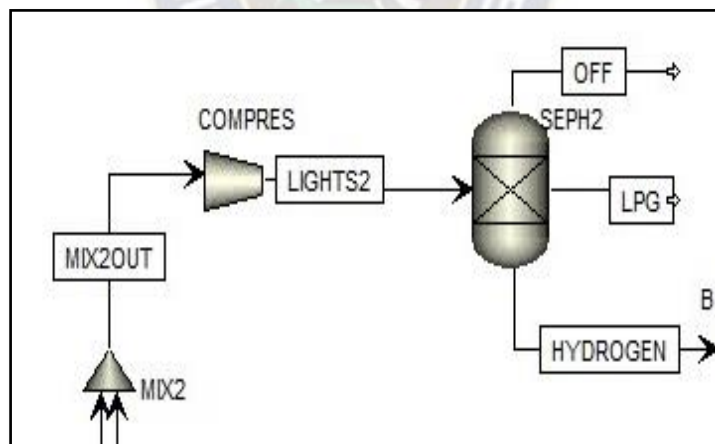 OFF
COMPRES
SEPH2
LIGHTS2
LPG
MIX2OUT
B
HYDROGEN
MIX2